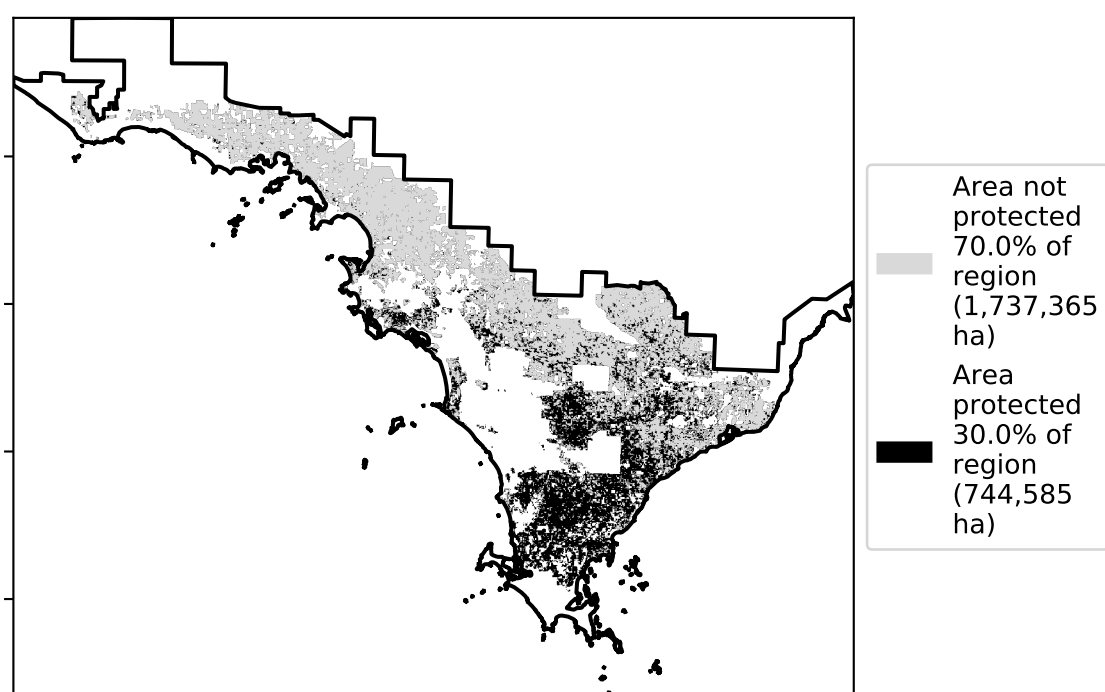 Area not
protected
70.0% of
region
(1,737,365
ha)
Area
protected
30.0% of
region
(744,585
ha)